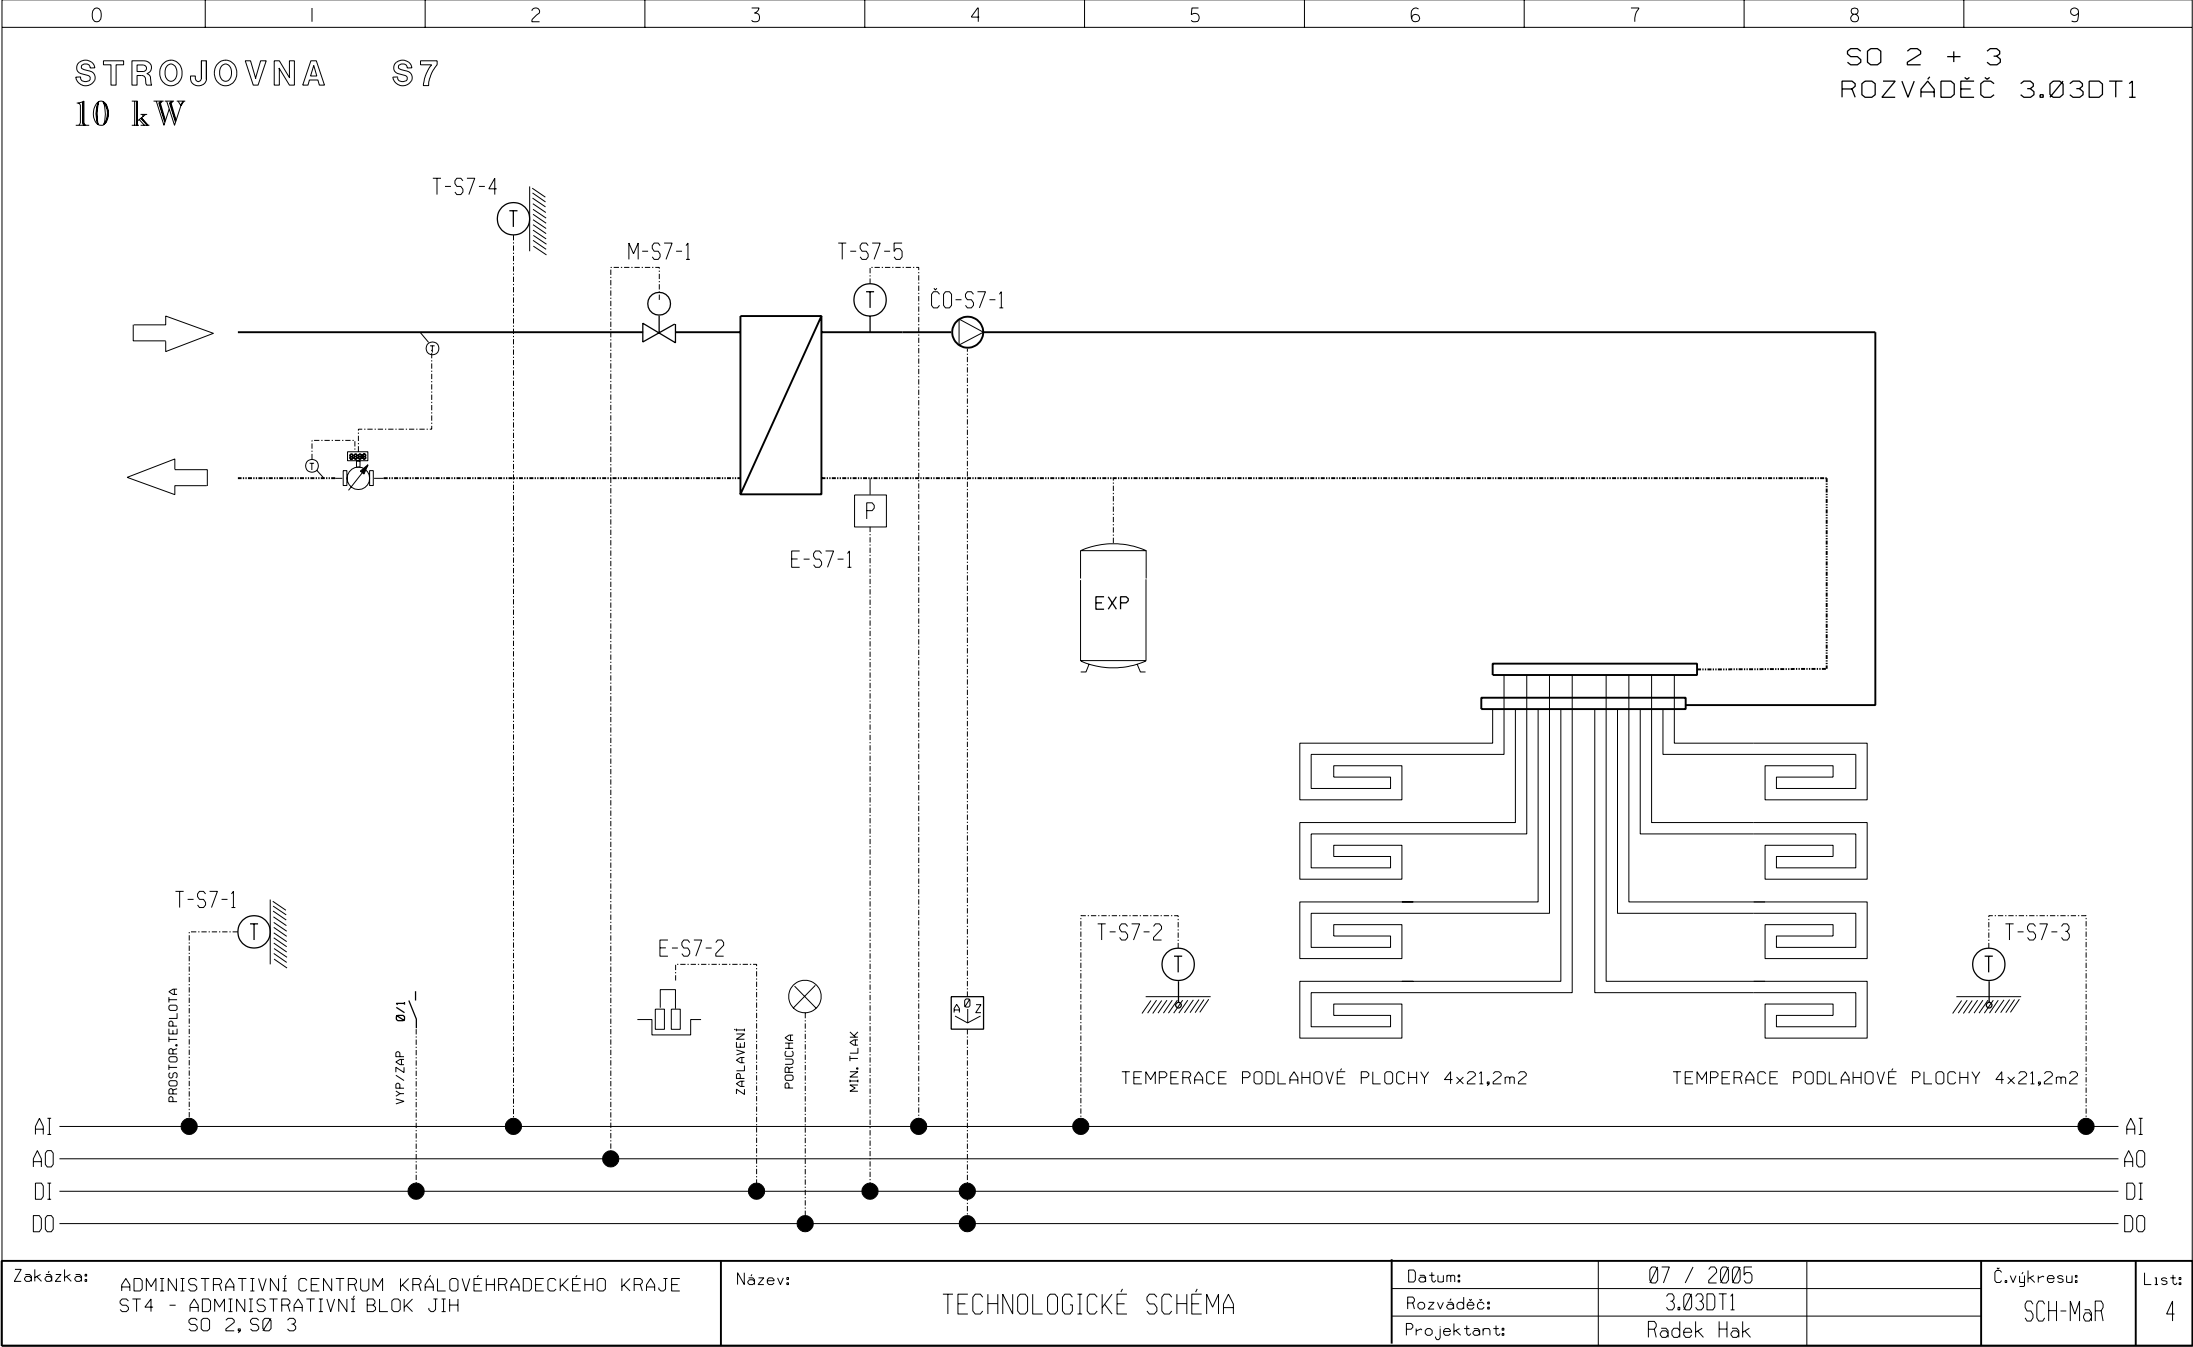 0 1 2 3 4 5 6 7 8 9
STROJOVNA S7
10 kW
SO 2 + 3
ROZVÁDĚČ 3.Ø3DT1
T-S7-4
M-S7-1
T-S7-5
ČO-S7-1
T
T
T
T
P
E-S7-1
EXP
T-S7-1
T
E-S7-2
T-S7-2
T
T-S7-3
T
PROSTOR.TEPLOTA
VYP/ZAP
Ø/1
ZAPLAVENÍ
PORUCHA
MIN. TLAK
A Ø Z
TEMPERACE PODLAHOVÉ PLOCHY 4x21,2m2
TEMPERACE PODLAHOVÉ PLOCHY 4x21,2m2
AI AI
AO AO
DI DI
DO DO
Zakázka:
ADMINISTRATIVNÍ CENTRUM KRÁLOVÉHRADECKÉHO KRAJE
ST4 - ADMINISTRATIVNÍ BLOK JIH
SO 2, SØ 3
Název:
TECHNOLOGICKÉ SCHÉMA
Datum: Ø7 / 2005
Rozváděč: 3.Ø3DT1
Projektant: Radek Hak
Č.výkresu:
SCH-MaR
List:
4